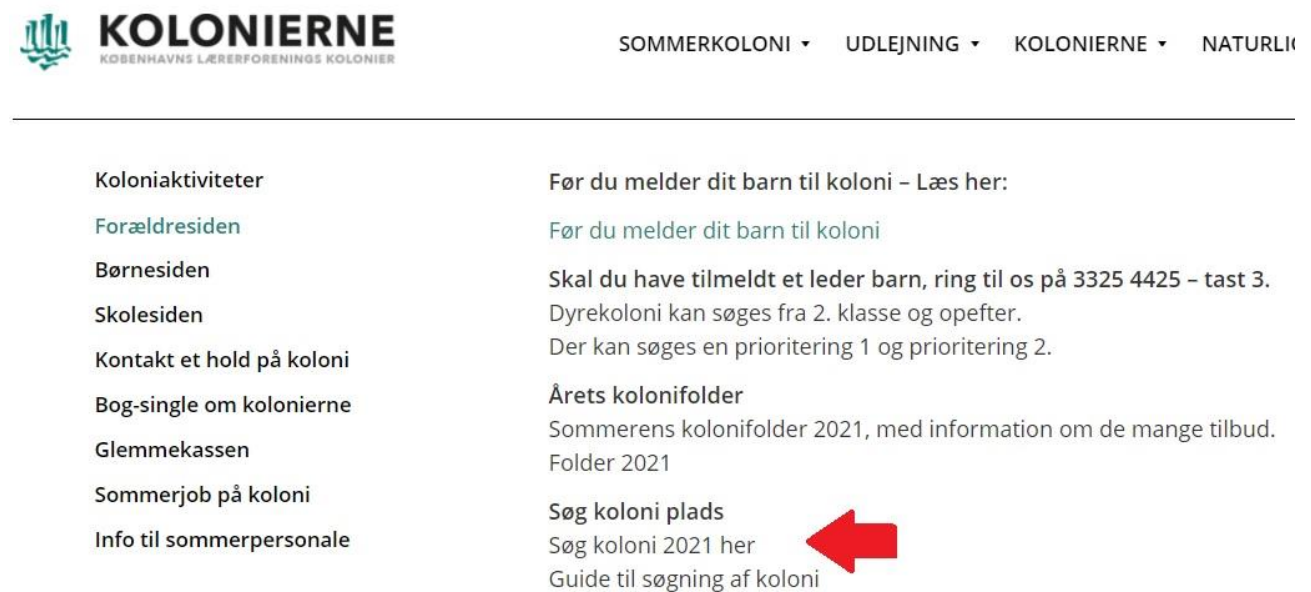 KOLONIERNE
KØBENHAVNS LÆRERFORENINGS KOLONIER
SOMMERKOLONI UDLEJNING KOLONIERNE NATURLIG
Koloniaktiviteter
Forældresiden
Børnesiden
Skolesiden
Kontakt et hold på koloni
Bog-single om kolonierne
Glemmekassen
Sommerjob på koloni
Info til sommerpersonale
Før du melder dit barn til koloni – Læs her:
Før du melder dit barn til koloni
Skal du have tilmeldt et leder barn, ring til os på 3325 4425 – tast 3.
Dyrekoloni kan søges fra 2. klasse og opefter.
Der kan søges en prioritering 1 og prioritering 2.
Årets kolonifolder
Sommerens kolonifolder 2021, med information om de mange tilbud.
Folder 2021
Søg koloni plads
Søg koloni 2021 her
Guide til søgning af koloni